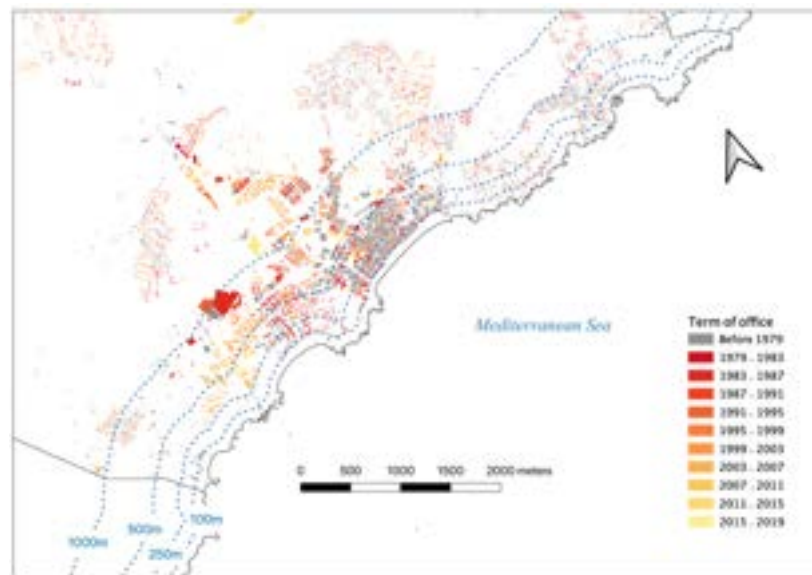 Mediterranean Sea
Term of office
Before 1979
1979 - 1983
1983 - 1987
1987 - 1991
1991 - 1995
1995 - 1999
1999 - 2003
2003 - 2007
2007 - 2011
2011 - 2015
2015 - 2019
0 500 1000 1500 2000 meters
1000m
500m
250m
100m